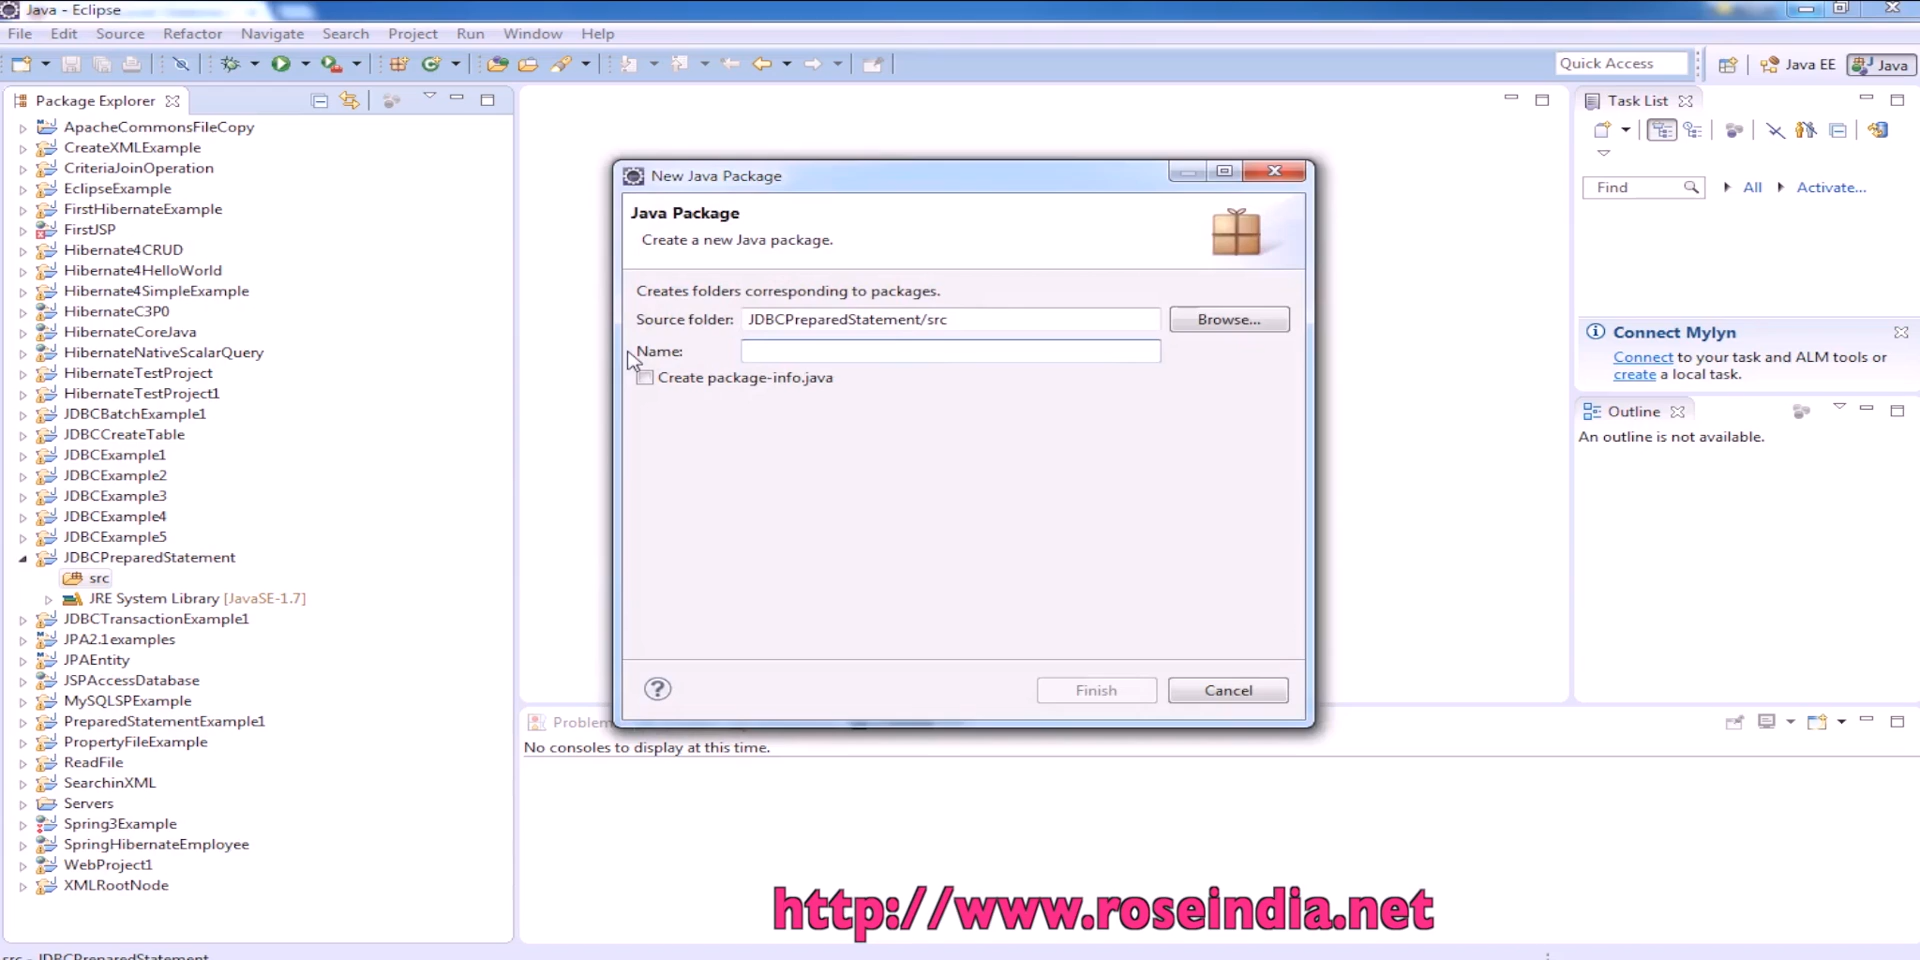 Java - Eclipse
File Edit Source Refactor Navigate Search Project Run Window Help
Quick Access
Java EE
Java
Package Explorer
ApacheCommonsFileCopy
CreateXMLExample
CriteriaJoinOperation
EclipseExample
FirstHibernateExample
FirstJSP
Hibernate4CRUD
Hibernate4HelloWorld
Hibernate4SimpleExample
HibernateC3P0
HibernateCoreJava
HibernateNativeScalarQuery
HibernateTestProject
HibernateTestProject1
JDBCBatchExample1
JDBCCreateTable
JDBCExample1
JDBCExample2
JDBCExample3
JDBCExample4
JDBCExample5
JDBCPreparedStatement
src
JRE System Library [JavaSE-1.7]
JDBCTransactionExample1
JPA2.1examples
JPAEntity
JSPAccessDatabase
MySQLSPExample
PreparedStatementExample1
PropertyFileExample
ReadFile
SearchinXML
Servers
Spring3Example
SpringHibernateEmployee
WebProject1
XMLRootNode
src - JDBCPreparedStatement
New Java Package
Java Package
Create a new Java package.
Creates folders corresponding to packages.
Source folder: JDBCPreparedStatement/src Browse...
Name:
Create package-info.java
Finish Cancel
No consoles to display at this time.
http://www.roseindia.net
Task List
Find All Activate...
Connect Mylyn
Connect to your task and ALM tools or
create a local task.
Outline
An outline is not available.